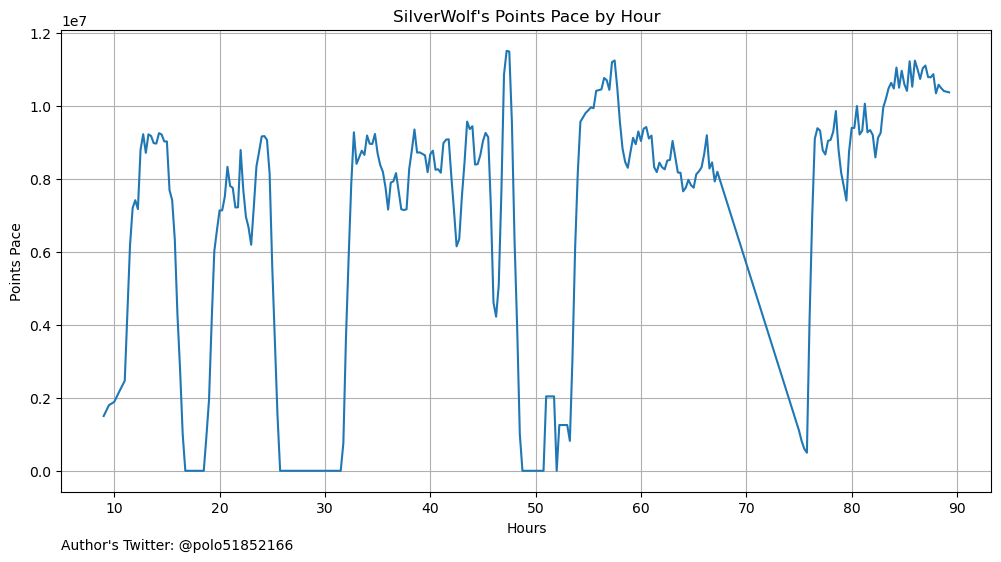 SilverWolf's Points Pace by Hour
1e7
1.2
1.0
0.8
0.6
0.4
0.2
0.0
Points Pace
10 20 30 40 50 60 70 80 90
Hours
Author's Twitter: @polo51852166